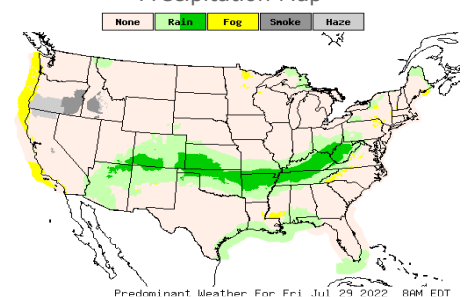 Precipitation Map
None Rain Fog Smoke Haze
Predominant Weather For Fri Jul 29 2022 8AM EDT